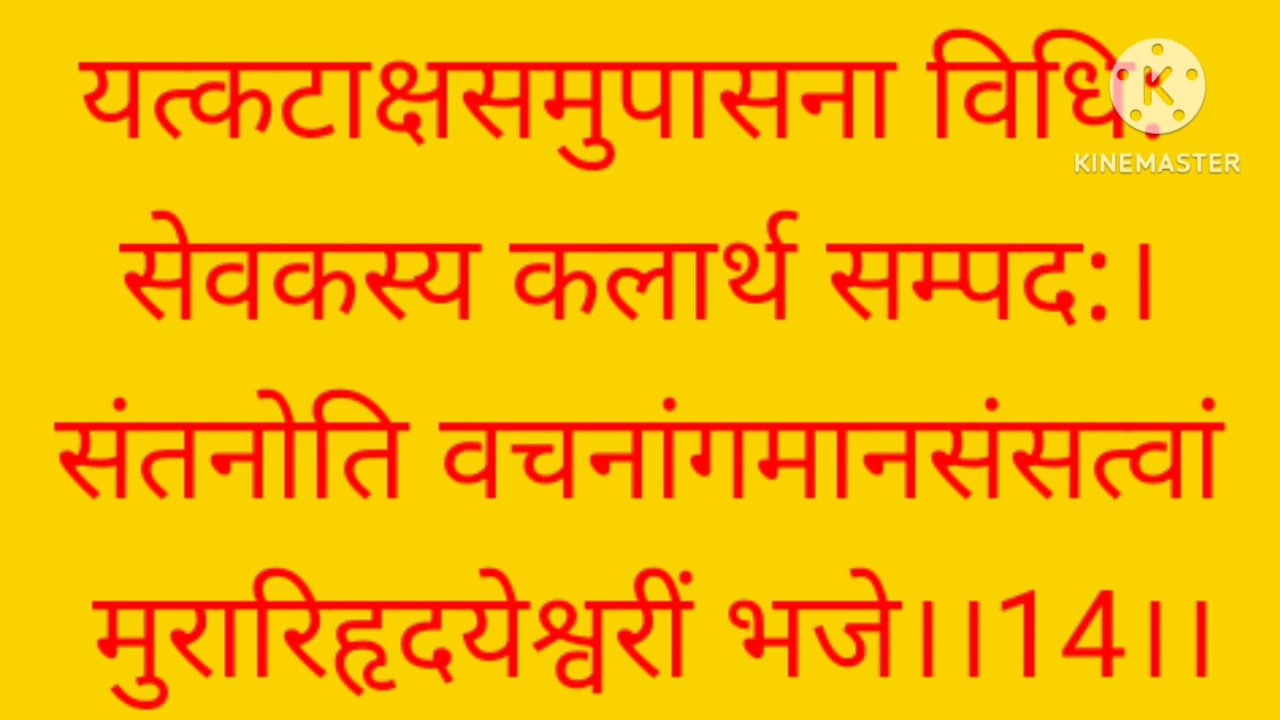 यत्कटाक्षसमुपासना विधि:
KINEMASTER
सेवकस्य कलार्थ सम्पद:।
संतनोति वचनांगमानसंसत्वां
मुरारिहृदयेश्वरीं भजे।।14।।